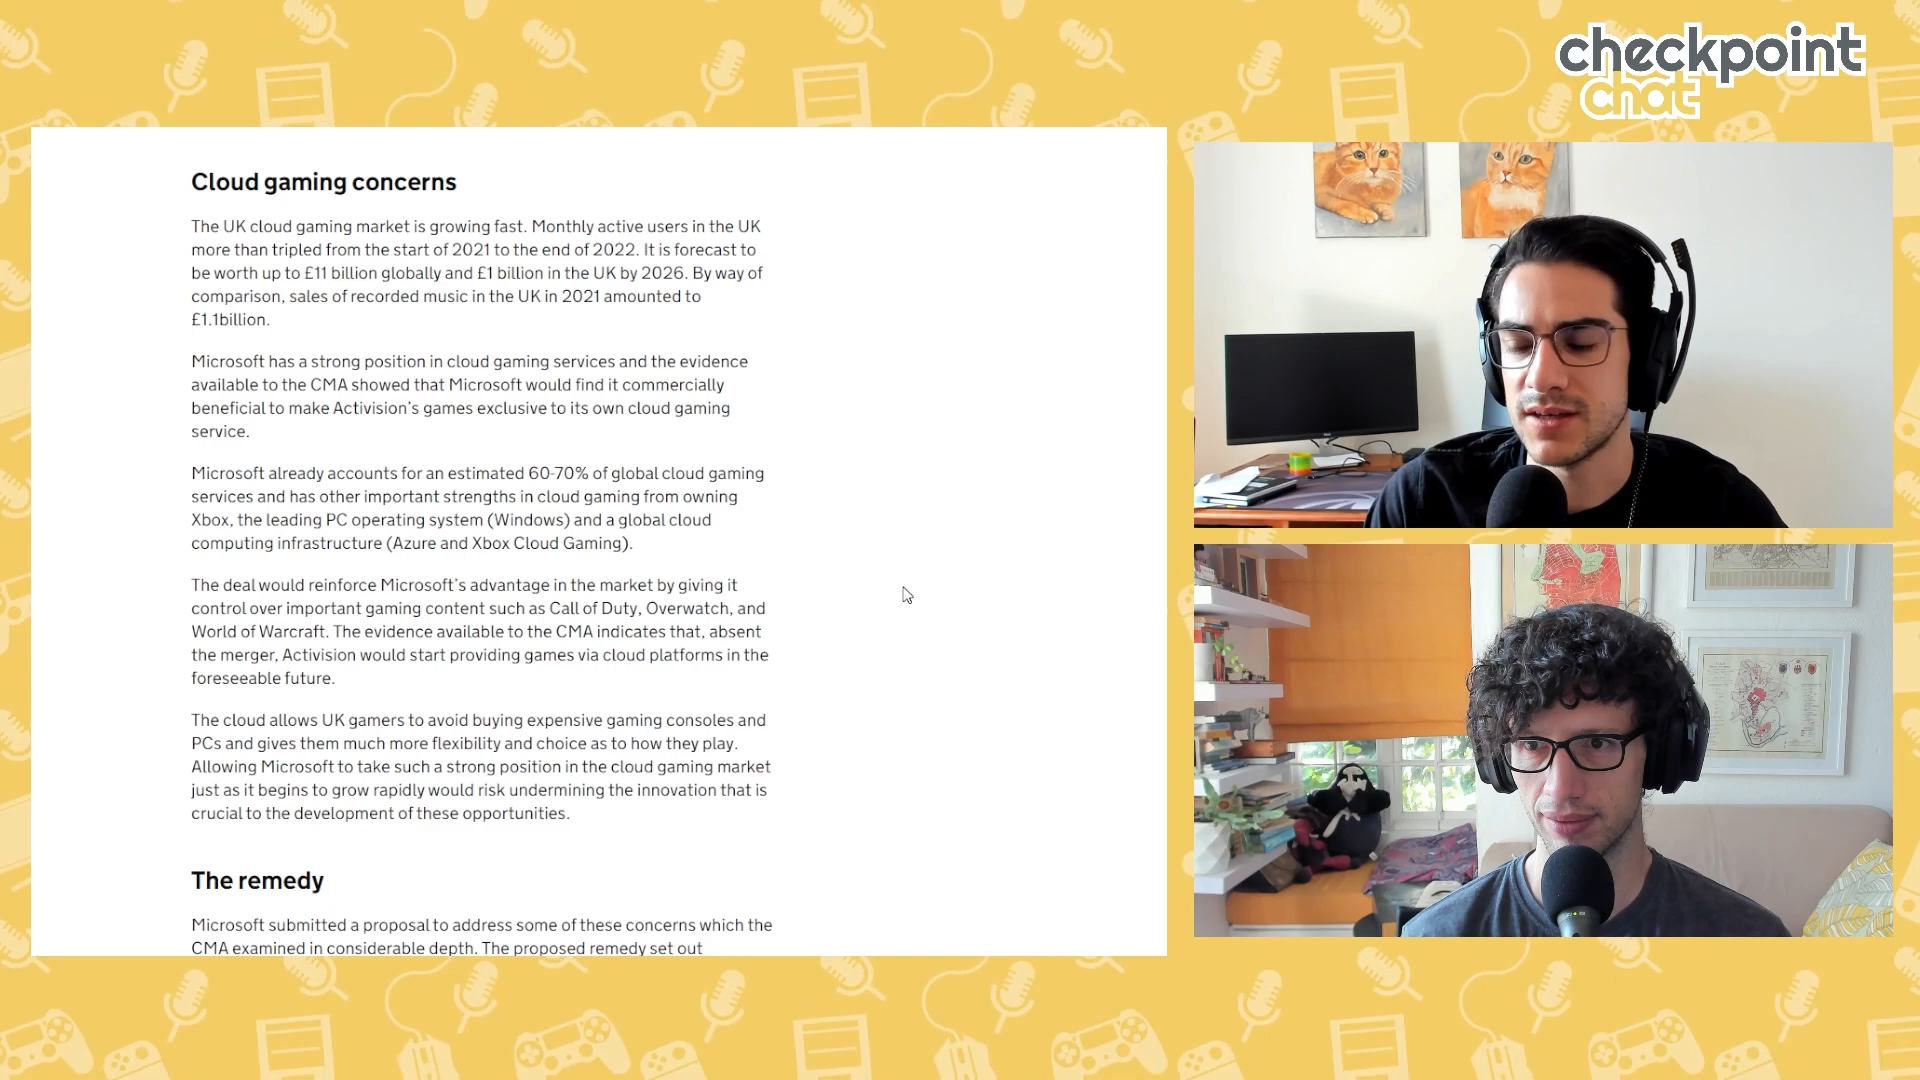 checkpoint
chat
Cloud gaming concerns
The UK cloud gaming market is growing fast. Monthly active users in the UK
more than tripled from the start of 2021 to the end of 2022. It is forecast to
be worth up to £11 billion globally and £1 billion in the UK by 2026. By way of
comparison, sales of recorded music in the UK in 2021 amounted to
£1.1billion.
Microsoft has a strong position in cloud gaming services and the evidence
available to the CMA showed that Microsoft would find it commercially
beneficial to make Activision’s games exclusive to its own cloud gaming
service.
Microsoft already accounts for an estimated 60-70% of global cloud gaming
services and has other important strengths in cloud gaming from owning
Xbox, the leading PC operating system (Windows) and a global cloud
computing infrastructure (Azure and Xbox Cloud Gaming).
The deal would reinforce Microsoft’s advantage in the market by giving it
control over important gaming content such as Call of Duty, Overwatch, and
World of Warcraft. The evidence available to the CMA indicates that, absent
the merger, Activision would start providing games via cloud platforms in the
foreseeable future.
The cloud allows UK gamers to avoid buying expensive gaming consoles and
PCs and gives them much more flexibility and choice as to how they play.
Allowing Microsoft to take such a strong position in the cloud gaming market
just as it begins to grow rapidly would risk undermining the innovation that is
crucial to the development of these opportunities.
The remedy
Microsoft submitted a proposal to address some of these concerns which the
CMA examined in considerable depth. The proposed remedy set out